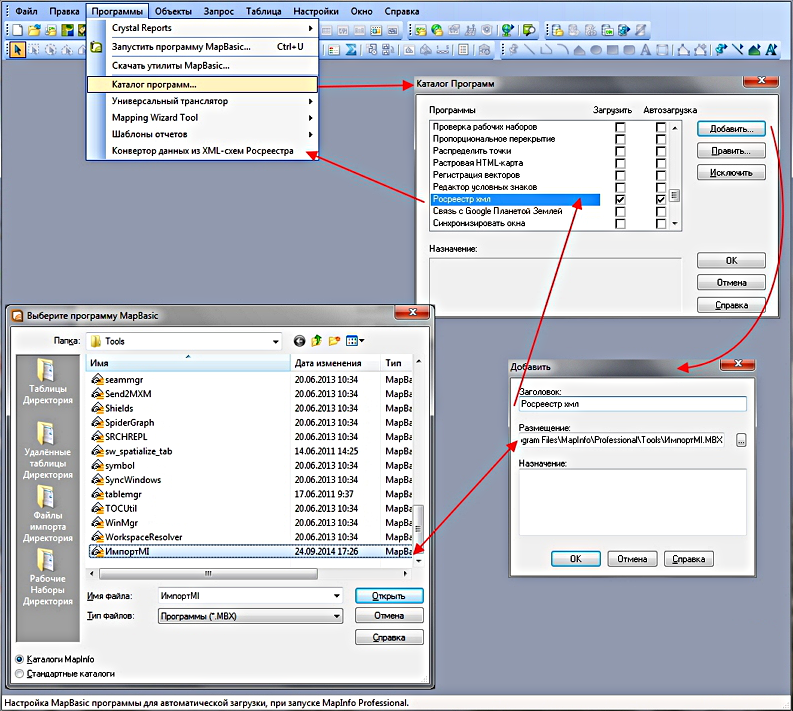 Файл Правка Программы Объекты Запрос Таблица Настройки Окно Справка
Crystal Reports
Запустить программу MapBasic... Ctrl+U
Скачать утилиты MapBasic...
Каталог программ...
Универсальный транслятор
Mapping Wizard Tool
Шаблоны отчетов
Конвертор данных из XML-схем Росреестра
Каталог Программ
Программы Загрузить Автозагрузка
Проверка рабочих наборов
Пропорциональное перекрытие
Распределить точки
Растровая HTML-карта
Регистрация векторов
Редактор условных знаков
Росреестр хмл
Связь с Google Планетой Землей
Синхронизировать окна
Добавить...
Править...
Исключить
Назначение:
ОК
Отмена
Справка
Выберите программу MapBasic
Папка: Tools
Имя Дата изменения Тип
seammgr 20.06.2013 10:34 MapBa
Send2MXM 20.06.2013 10:34 MapBa
Shields 20.06.2013 10:34 MapBa
SpiderGraph 20.06.2013 10:34 MapBa
SRCHREPL 20.06.2013 10:34 MapBa
sw_spatialize_tab 14.06.2011 14:25 MapBa
symbol 20.06.2013 10:34 MapBa
SyncWindows 20.06.2013 10:34 MapBa
tablemgr 17.06.2011 9:37 MapBa
TOCUtil 20.06.2013 10:34 MapBa
WinMgr 20.06.2013 10:34 MapBa
WorkspaceResolver 20.06.2013 10:34 MapBa
ИмпортMI 24.09.2014 17:26 MapBa
Таблицы
Директория
Удалённые
таблицы
Директория
Файлы
импорта
Директория
Рабочие
Наборы
Директория
Имя файла: ИмпортMI
Тип файлов: Программы (*.MBX)
Открыть
Отмена
Справка
Каталоги MapInfo
Стандартные каталоги
Добавить
Заголовок:
Росреестр хмл
Размещение:
gram Files\MapInfo\Professional\Tools\ИмпортMI.MBX ...
Назначение:
ОК Отмена Справка
Настройка MapBasic программы для автоматической загрузки, при запуске MapInfo Professional.